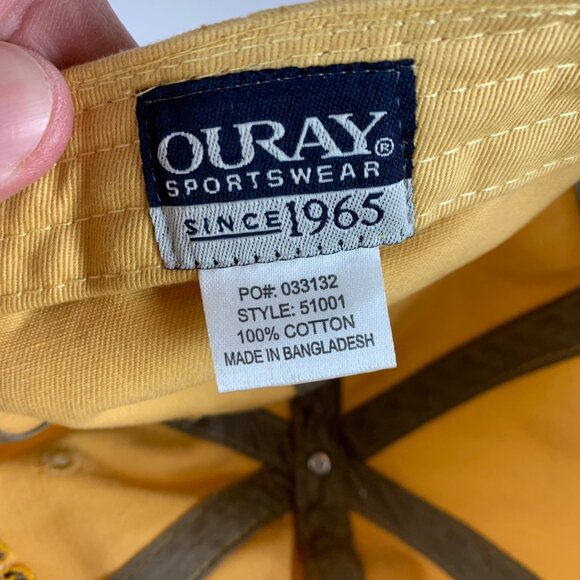 OURAY®
SPORTSWEAR
SINCE 1965
PO#: 033132
STYLE: 51001
100% COTTON
MADE IN BANGLADESH